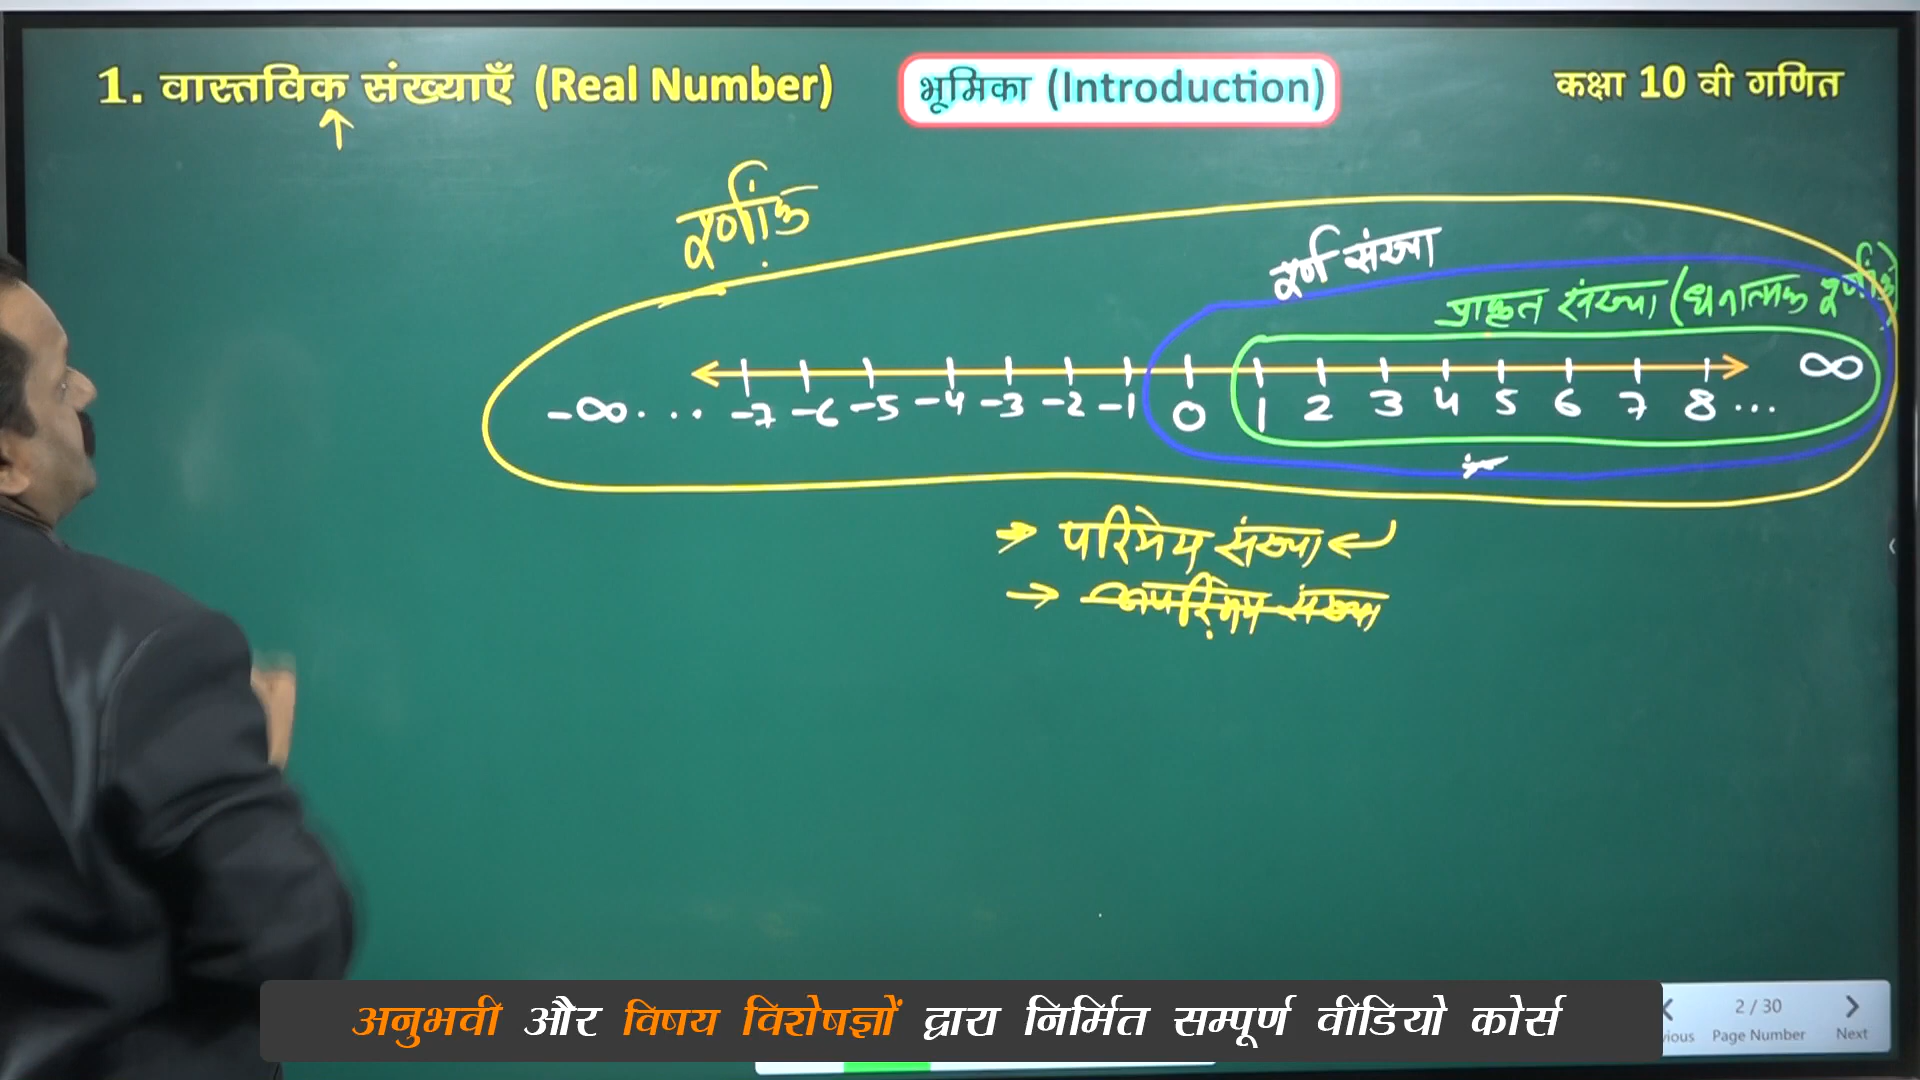 1. वास्तविक संख्याएँ (Real Number)
भूमिका (Introduction)
कक्षा 10 वी गणित
पूर्णांक
पूर्ण संख्या
प्राकृत संख्या (धनात्मक पूर्णांक)
-∞ ... -7 -6 -5 -4 -3 -2 -1 0 1 2 3 4 5 6 7 8 ... ∞
→ परिमेय संख्या
→ अपरिमेय संख्या
अनुभवी और विषय विशेषज्ञों द्वारा निर्मित सम्पूर्ण वीडियो कोर्स
2 / 30
ious Page Number Next